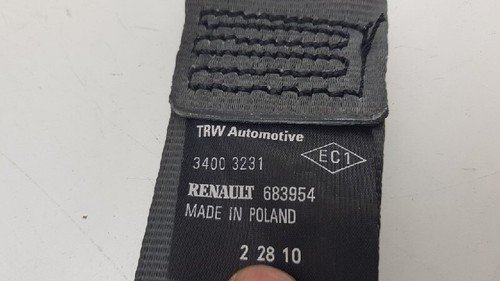 TRW Automotive
3400 3231
EC1
RENAULT 683954
MADE IN POLAND
2 28 10